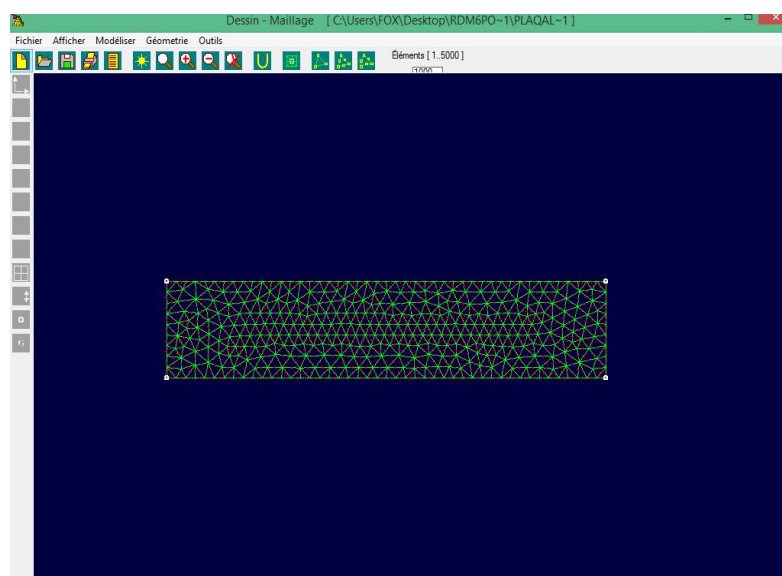 Dessin - Maillage [ C:\Users\FOX\Desktop\RDM6PO~1\PLAQAL~1 ]
Fichier Afficher Modéliser Géometrie Outils
Éléments [ 1..5000 ]
1000